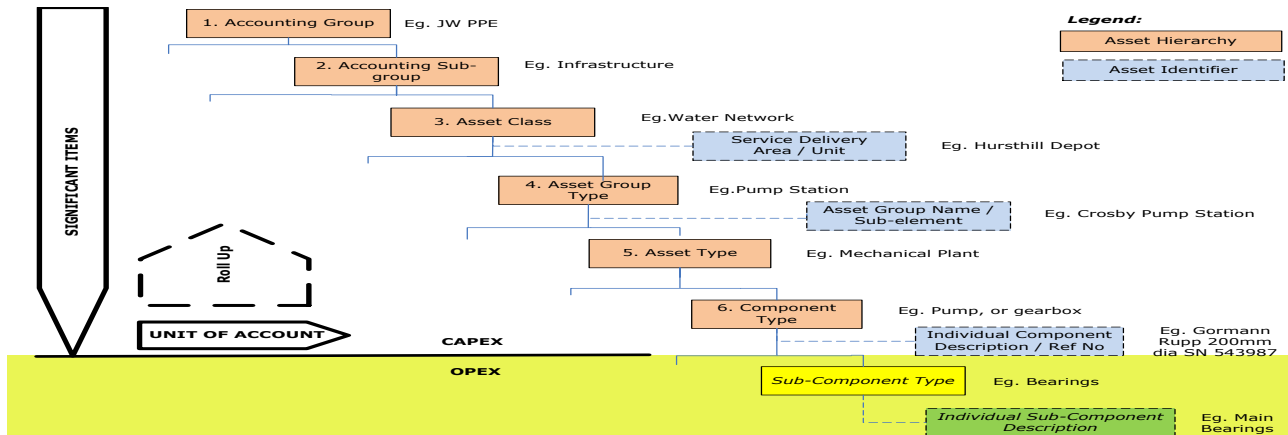 1. Accounting Group
Eg. JW PPE
Legend:
Asset Hierarchy
2. Accounting Sub-
group
Eg. Infrastructure
Asset Identifier
3. Asset Class
Eg.Water Network
Service Delivery
Area / Unit
Eg. Hursthill Depot
SIGNIFICANT ITEMS
4. Asset Group
Type
Eg.Pump Station
Asset Group Name /
Sub-element
Eg. Crosby Pump Station
Roll Up
5. Asset Type
Eg. Mechanical Plant
6. Component
Type
Eg. Pump, or gearbox
UNIT OF ACCOUNT
CAPEX
Individual Component
Description / Ref No
Eg. Gormann
Rupp 200mm
dia SN 543987
OPEX
Sub-Component Type
Eg. Bearings
Individual Sub-Component
Description
Eg. Main
Bearings